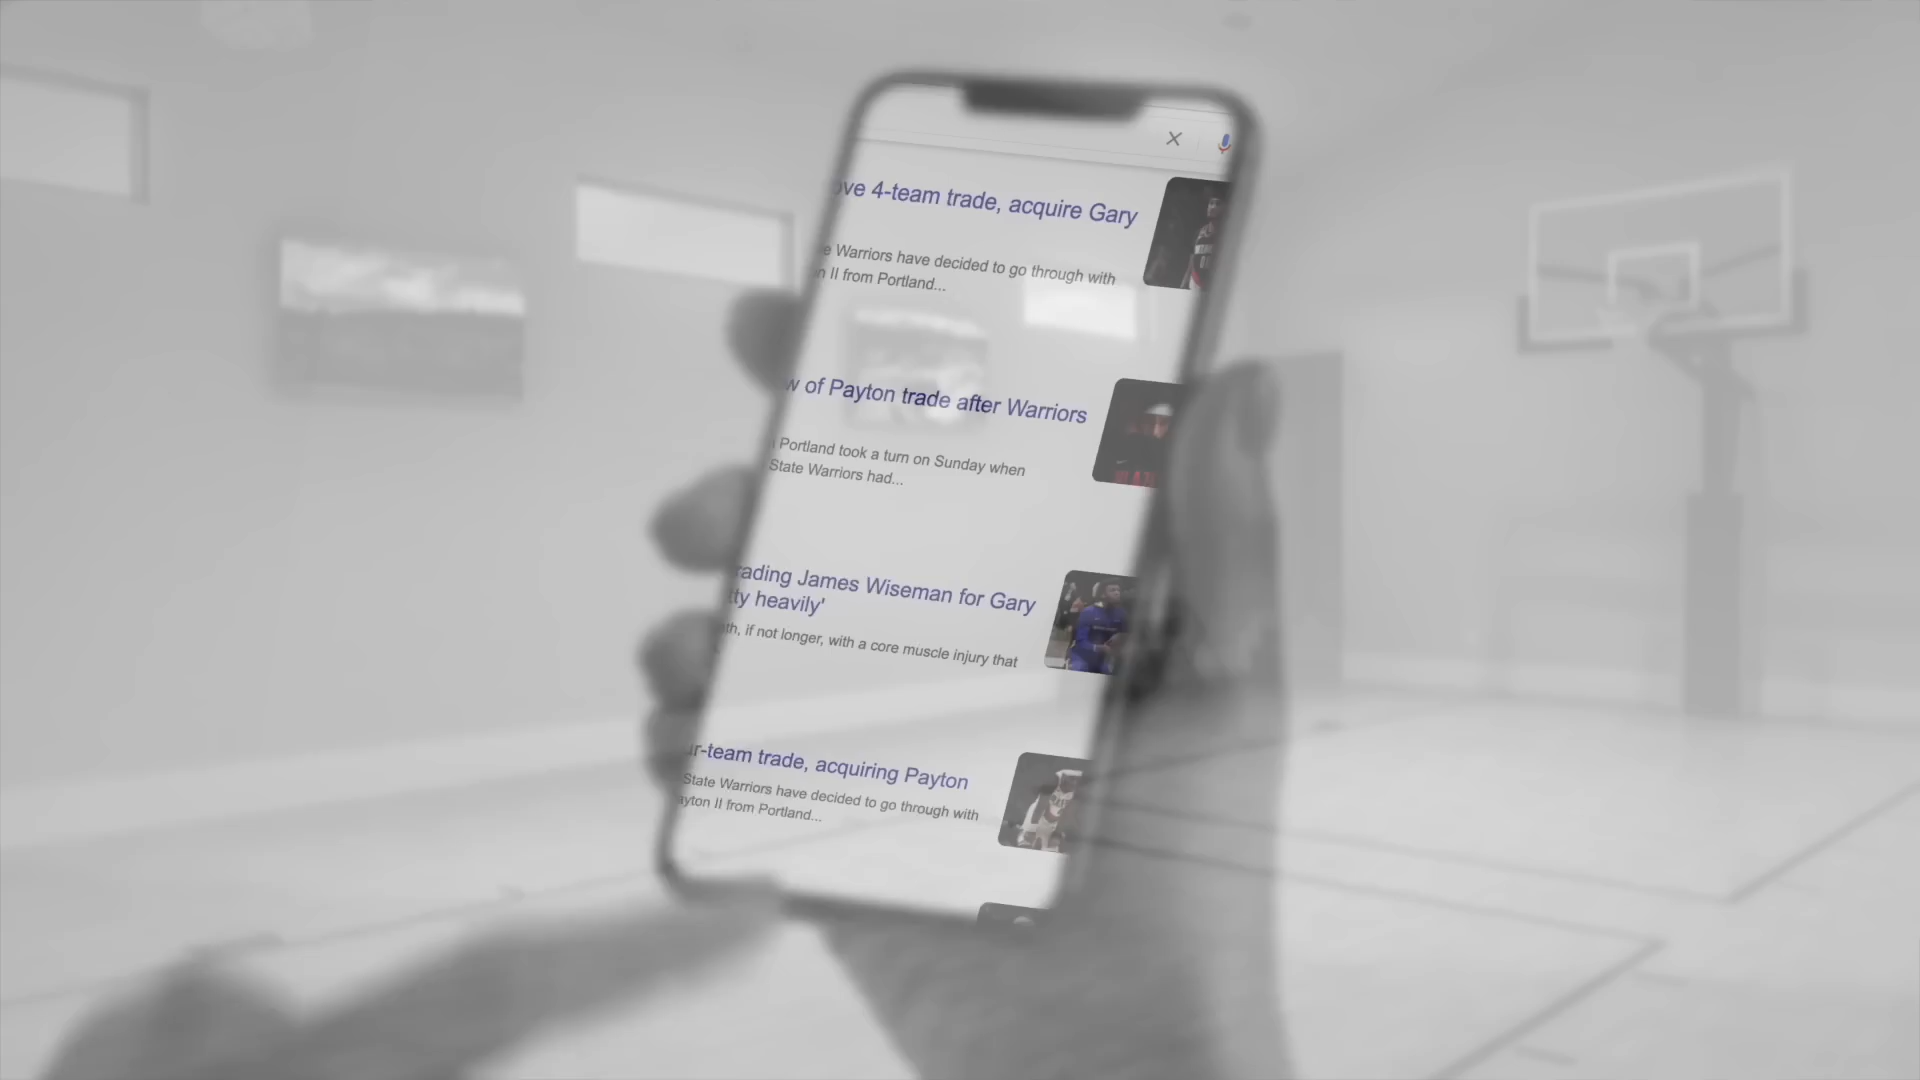 ove 4-team trade, acquire Gary
Warriors have decided to go through with
n II from Portland...
w of Payton trade after Warriors
Portland took a turn on Sunday when
State Warriors had...
rading James Wiseman for Gary
tty heavily'
th, if not longer, with a core muscle injury that
ur-team trade, acquiring Payton
State Warriors have decided to go through with
ayton II from Portland...